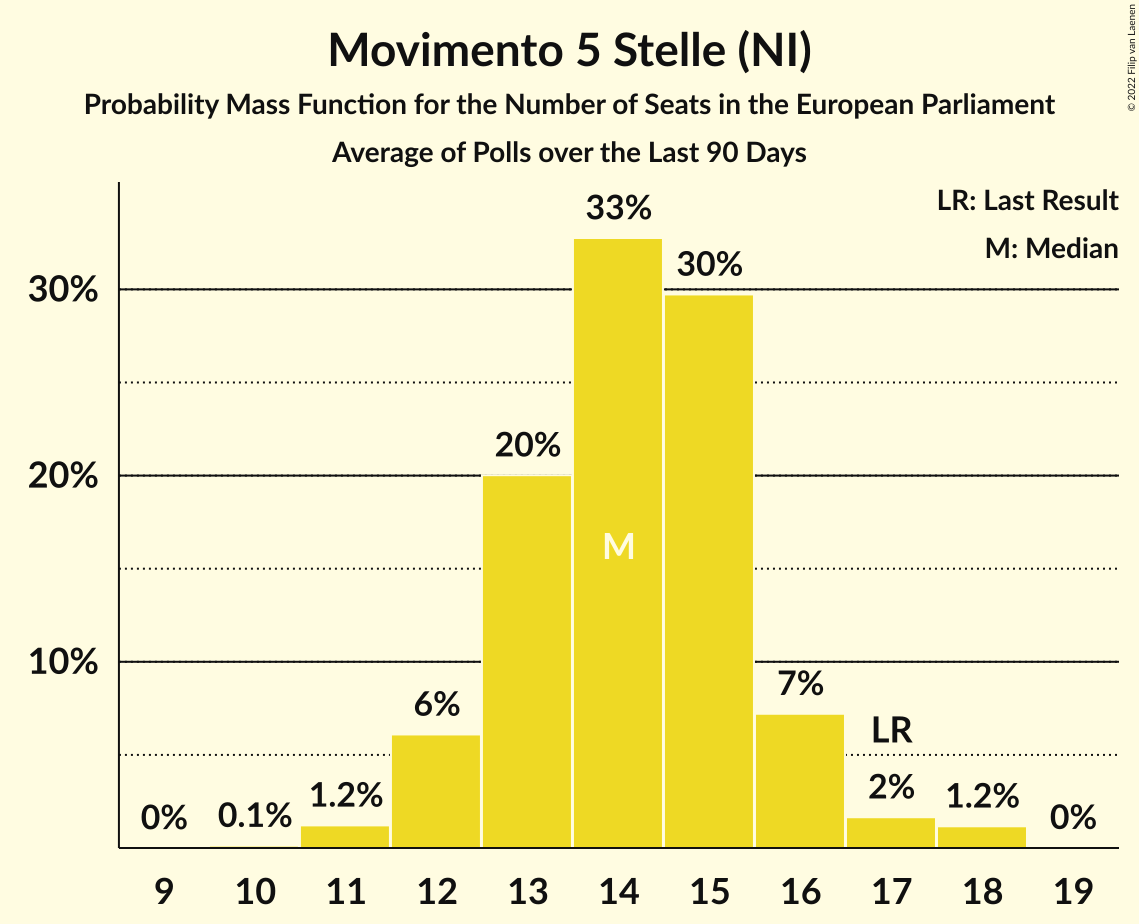 Movimento 5 Stelle (NI)
Probability Mass Function for the Number of Seats in the European Parliament
Average of Polls over the Last 90 Days
© 2022 Filip van Laenen
LR: Last Result
M: Median
33%
30%
30%
20%
20%
M
10%
7%
6%
LR
2%
1.2%
1.2%
0.1%
0%
0%
9 10 11 12 13 14 15 16 17 18 19